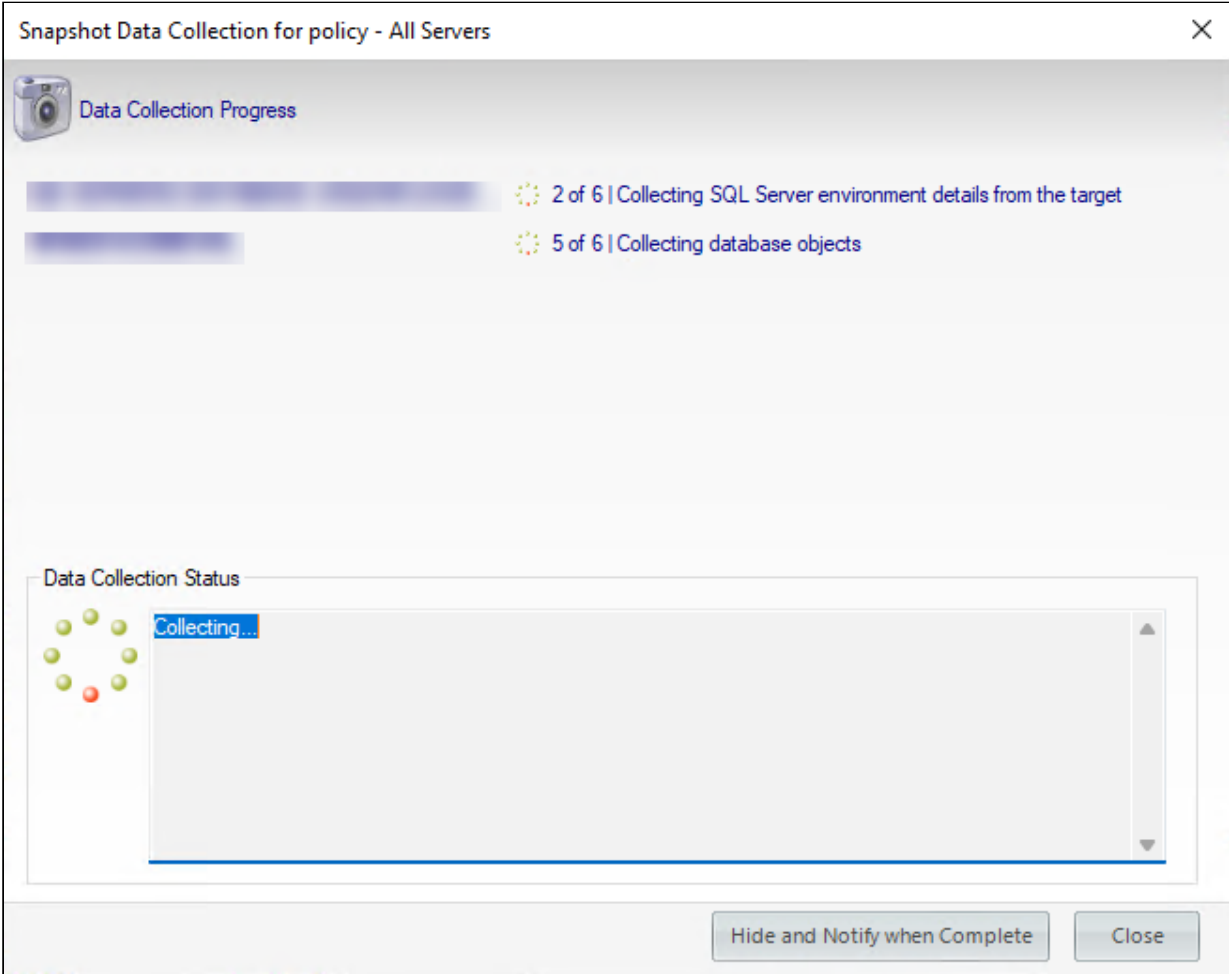 Snapshot Data Collection for policy - All Servers
Data Collection Progress
2 of 6 | Collecting SQL Server environment details from the target
5 of 6 | Collecting database objects
Data Collection Status
Collecting...
Hide and Notify when Complete
Close